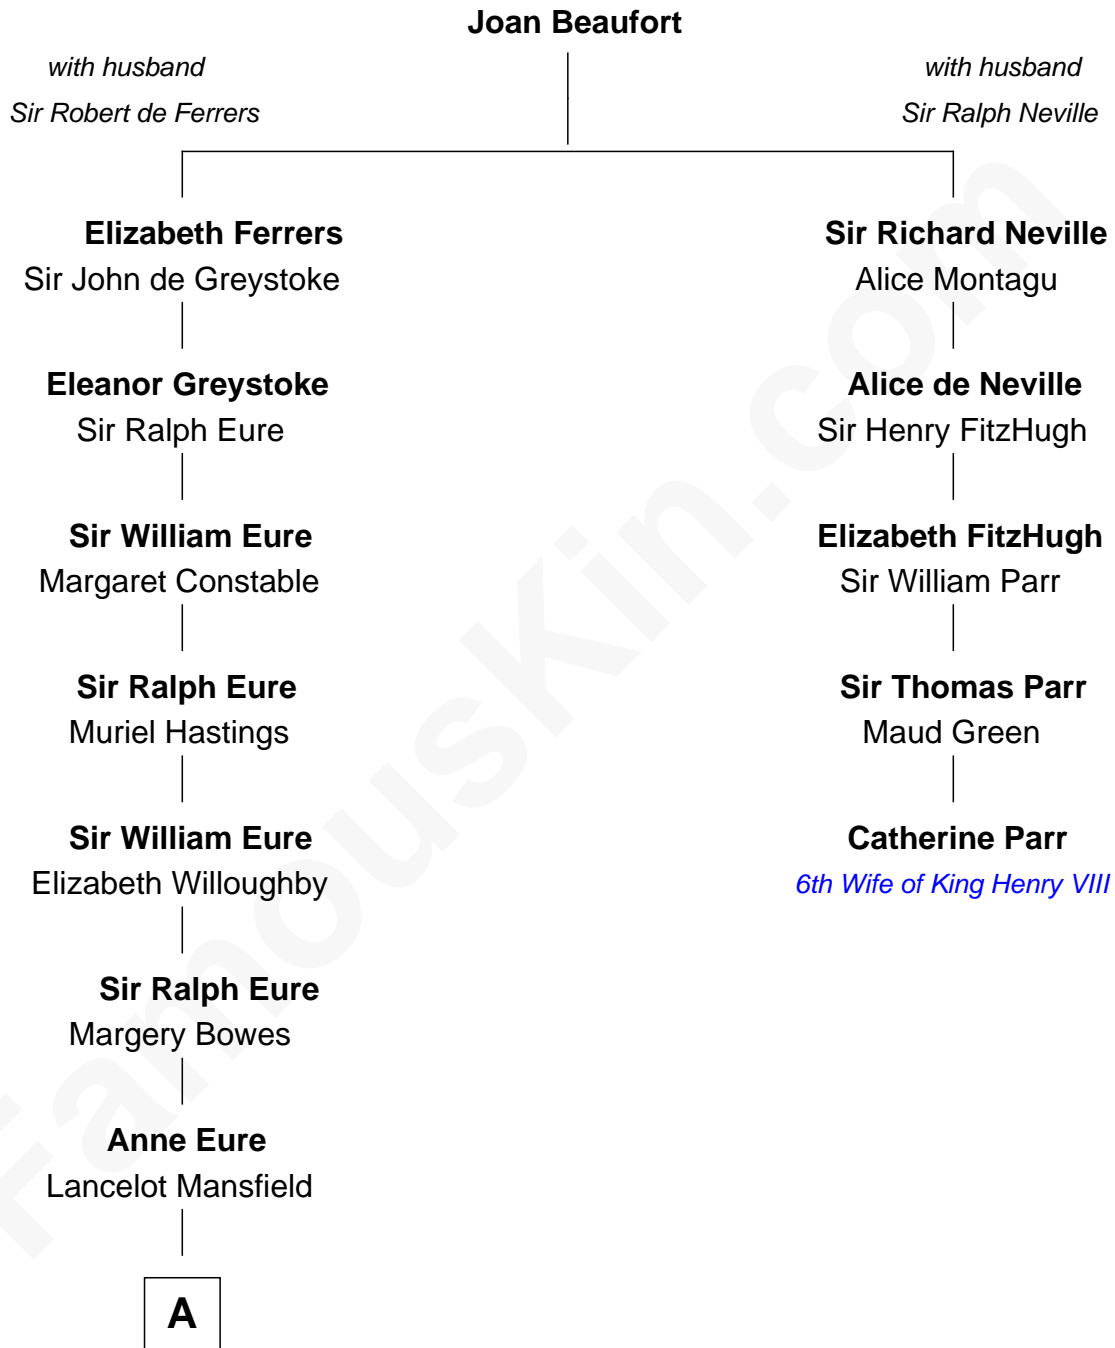 Joan Beaufort
with husband
Sir Robert de Ferrers
with husband
Sir Ralph Neville
Elizabeth Ferrers
Sir John de Greystoke
Eleanor Greystoke
Sir Ralph Eure
Sir William Eure
Margaret Constable
Sir Ralph Eure
Muriel Hastings
Sir William Eure
Elizabeth Willoughby
Sir Ralph Eure
Margery Bowes
Anne Eure
Lancelot Mansfield
A
Sir Richard Neville
Alice Montagu
Alice de Neville
Sir Henry FitzHugh
Elizabeth FitzHugh
Sir William Parr
Sir Thomas Parr
Maud Green
Catherine Parr
6th Wife of King Henry VIII
FamousKin.com